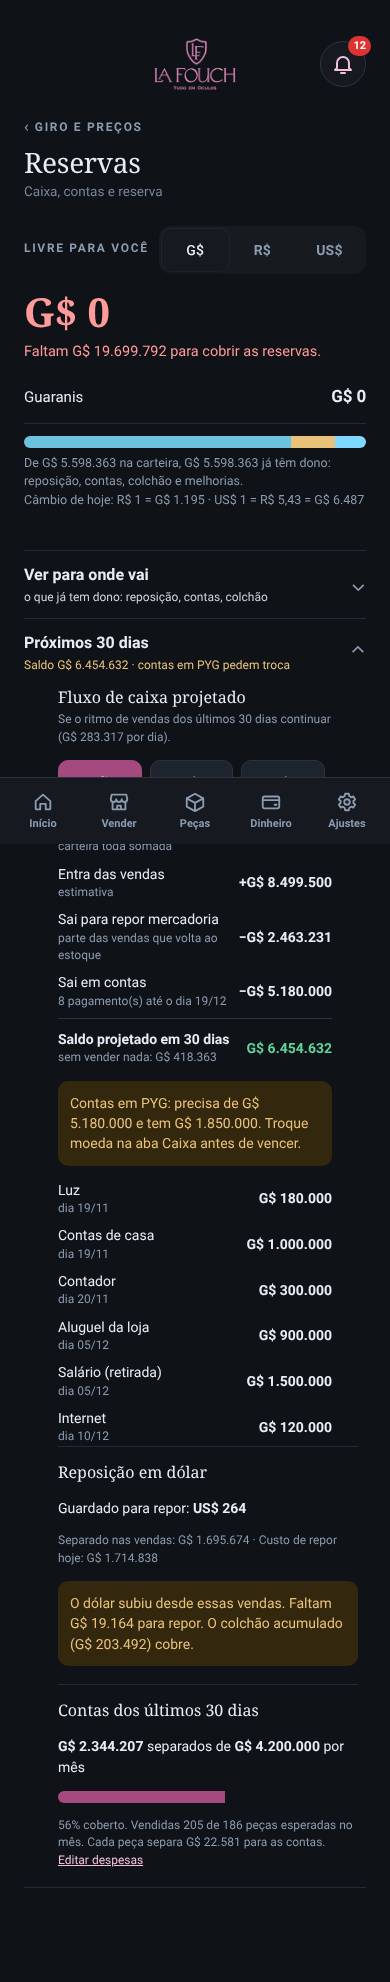 12
LF
LA FOUCH
TUDO EM ÓCULOS
‹ GIRO E PREÇOS
Reservas
Caixa, contas e reserva
LIVRE PARA VOCÊ
G$ R$ US$
G$ 0
Faltam G$ 19.699.792 para cobrir as reservas.
Guaranis G$ 0
De G$ 5.598.363 na carteira, G$ 5.598.363 já têm dono:
reposição, contas, colchão e melhorias.
Câmbio de hoje: R$ 1 = G$ 1.195 · US$ 1 = R$ 5,43 = G$ 6.487
Ver para onde vai
o que já tem dono: reposição, contas, colchão
Próximos 30 dias
Saldo G$ 6.454.632 · contas em PYG pedem troca
Fluxo de caixa projetado
Se o ritmo de vendas dos últimos 30 dias continuar
(G$ 283.317 por dia).
Início Vender Peças Dinheiro Ajustes
carteira toda somada
Entra das vendas +G$ 8.499.500
estimativa
Sai para repor mercadoria −G$ 2.463.231
parte das vendas que volta ao
estoque
Sai em contas −G$ 5.180.000
8 pagamento(s) até o dia 19/12
Saldo projetado em 30 dias G$ 6.454.632
sem vender nada: G$ 418.363
Contas em PYG: precisa de G$
5.180.000 e tem G$ 1.850.000. Troque
moeda na aba Caixa antes de vencer.
Luz G$ 180.000
dia 19/11
Contas de casa G$ 1.000.000
dia 19/11
Contador G$ 300.000
dia 20/11
Aluguel da loja G$ 900.000
dia 05/12
Salário (retirada) G$ 1.500.000
dia 05/12
Internet G$ 120.000
dia 10/12
Reposição em dólar
Guardado para repor: US$ 264
Separado nas vendas: G$ 1.695.674 · Custo de repor
hoje: G$ 1.714.838
O dólar subiu desde essas vendas. Faltam
G$ 19.164 para repor. O colchão acumulado
(G$ 203.492) cobre.
Contas dos últimos 30 dias
G$ 2.344.207 separados de G$ 4.200.000 por
mês
56% coberto. Vendidas 205 de 186 peças esperadas no
mês. Cada peça separa G$ 22.581 para as contas.
Editar despesas